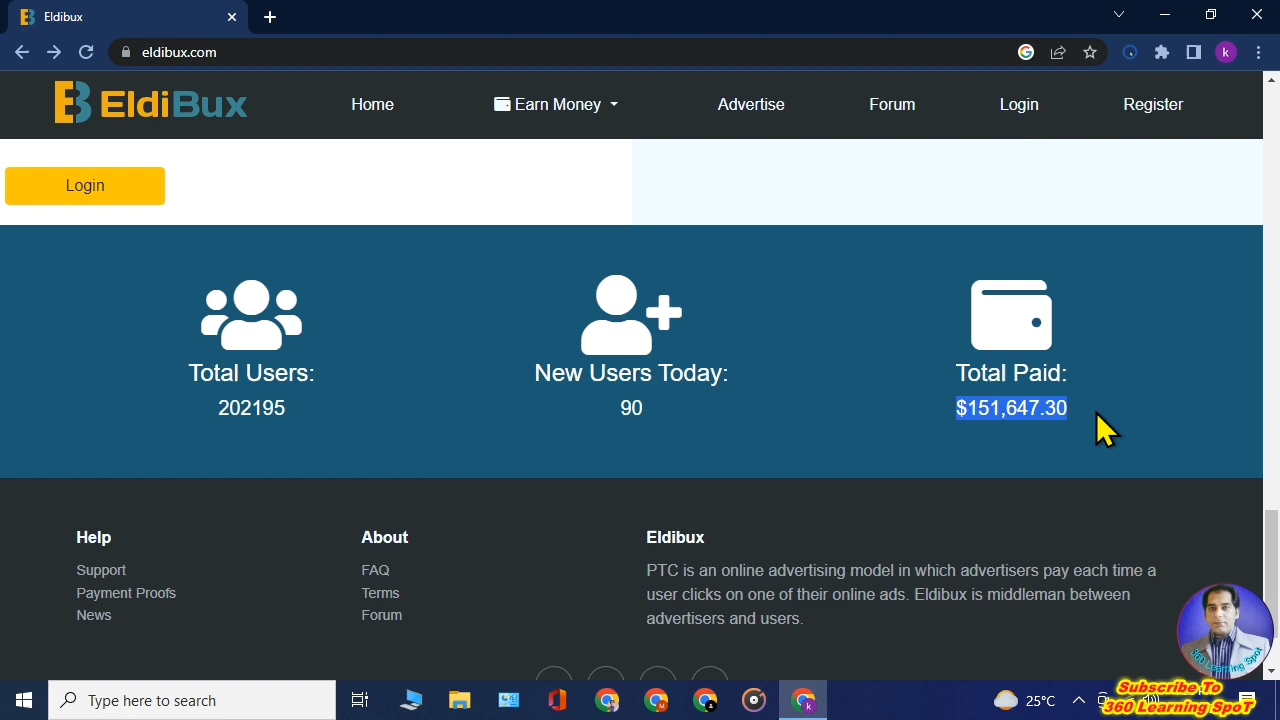 Eldibux
eldibux.com
k
EldiBux
Home
Earn Money
Advertise
Forum
Login
Register
Login
Total Users:
202195
New Users Today:
90
Total Paid:
$151,647.30
Help
Support
Payment Proofs
News
About
FAQ
Terms
Forum
Eldibux
PTC is an online advertising model in which advertisers pay each time a
user clicks on one of their online ads. Eldibux is middleman between
advertisers and users.
360 Learning Spot
Type here to search
25°C
Subscribe To
360 Learning SpoT